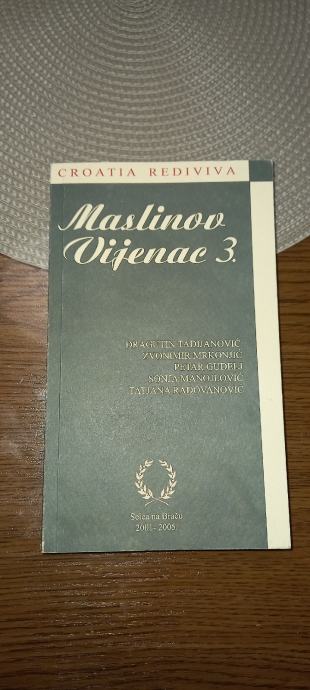 CROATIA REDIVIVA
Maslinov
Vijenac 3.
DRAGUTIN TADIJANOVIĆ
ZVONIMIR MRKONJIĆ
PETAR GUDELJ
SONJA MANOJLOVIĆ
TATJANA RADOVANOVIĆ
Selca na Braču
2001.-2005.